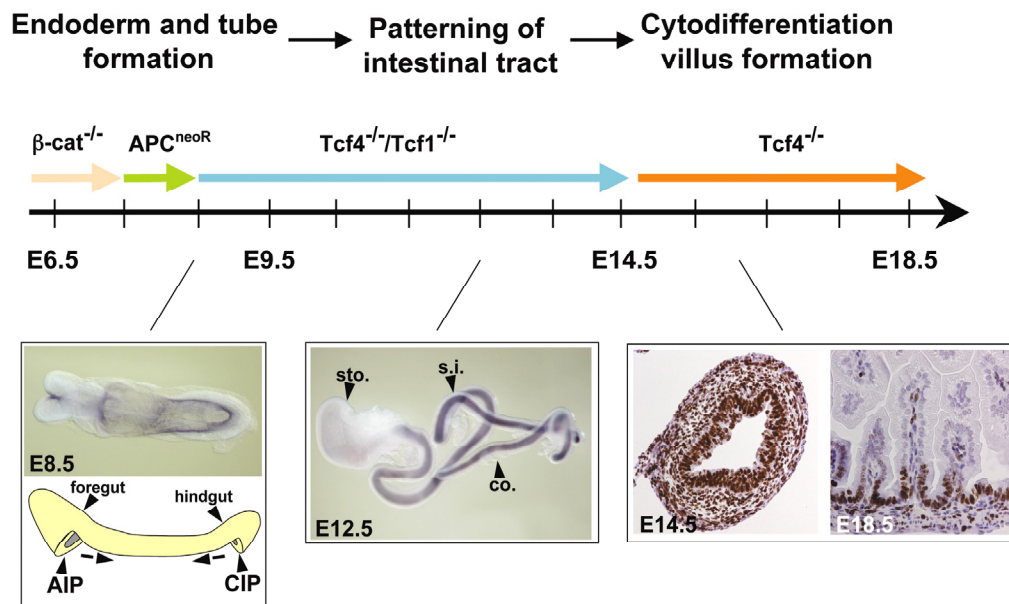 Endoderm and tube
formation
Patterning of
intestinal tract
Cytodifferentiation
villus formation
β-cat-/-
APCneoR
Tcf4-/-/Tcf1-/-
Tcf4-/-
E6.5
E9.5
E14.5
E18.5
E8.5
foregut
hindgut
AIP
CIP
sto.
s.i.
co.
E12.5
E14.5
E18.5